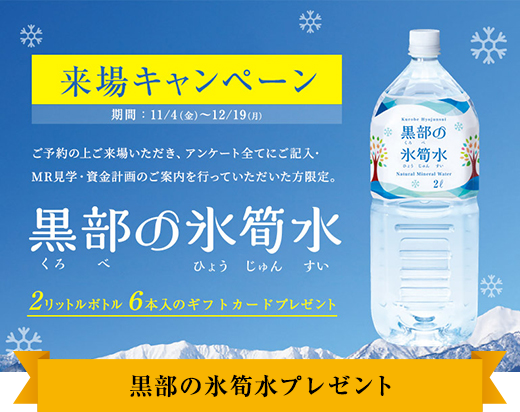 来場キャンペーン
期間：11/4(金)～12/19(月)
ご予約の上ご来場いただき、アンケート全てにご記入・
MR見学・資金計画のご案内を行っていただいた方限定。
黒部の氷筍水
くろ べ ひょう じゅん すい
2リットルボトル 6本入のギフトカードプレゼント
Kurobe Hyojunsui
黒部の
くろ べ
氷筍水
ひょう じゅん すい
Natural Mineral Water
2ℓ
黒部の氷筍水プレゼント